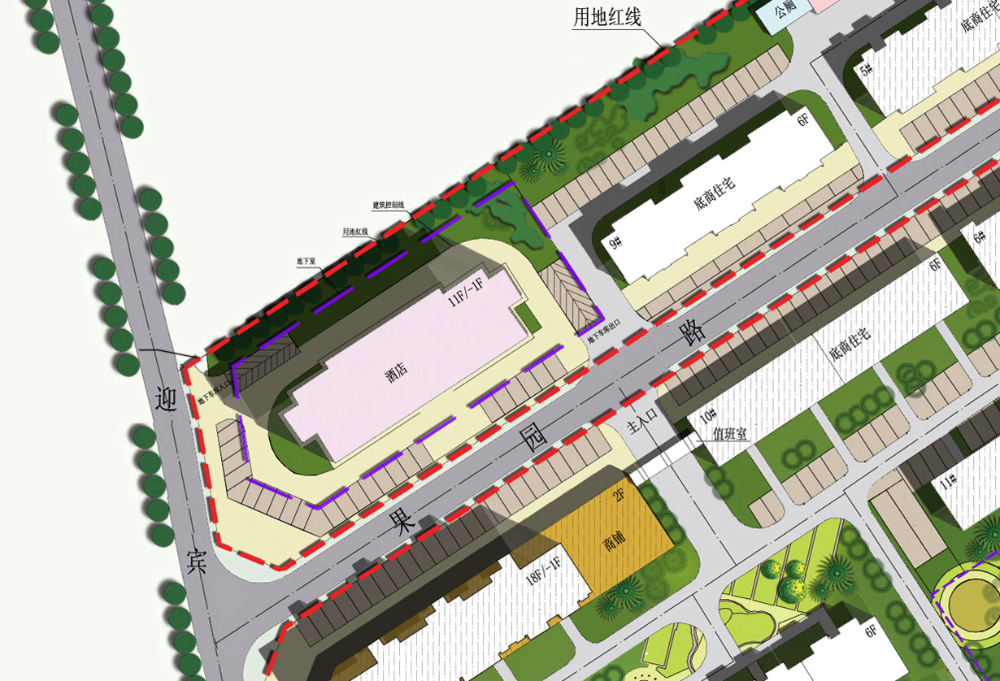 用地红线
公厕
底商住宅
5#
6F
底商住宅
9#
建筑控制线
用地红线
地下室
11F/-1F
酒店
地下车库出口
地下车库入口
6#
6F
底商住宅
10#
路
园
果
迎
宾
主入口
值班室
11#
2F
商铺
18F/-1F
6F